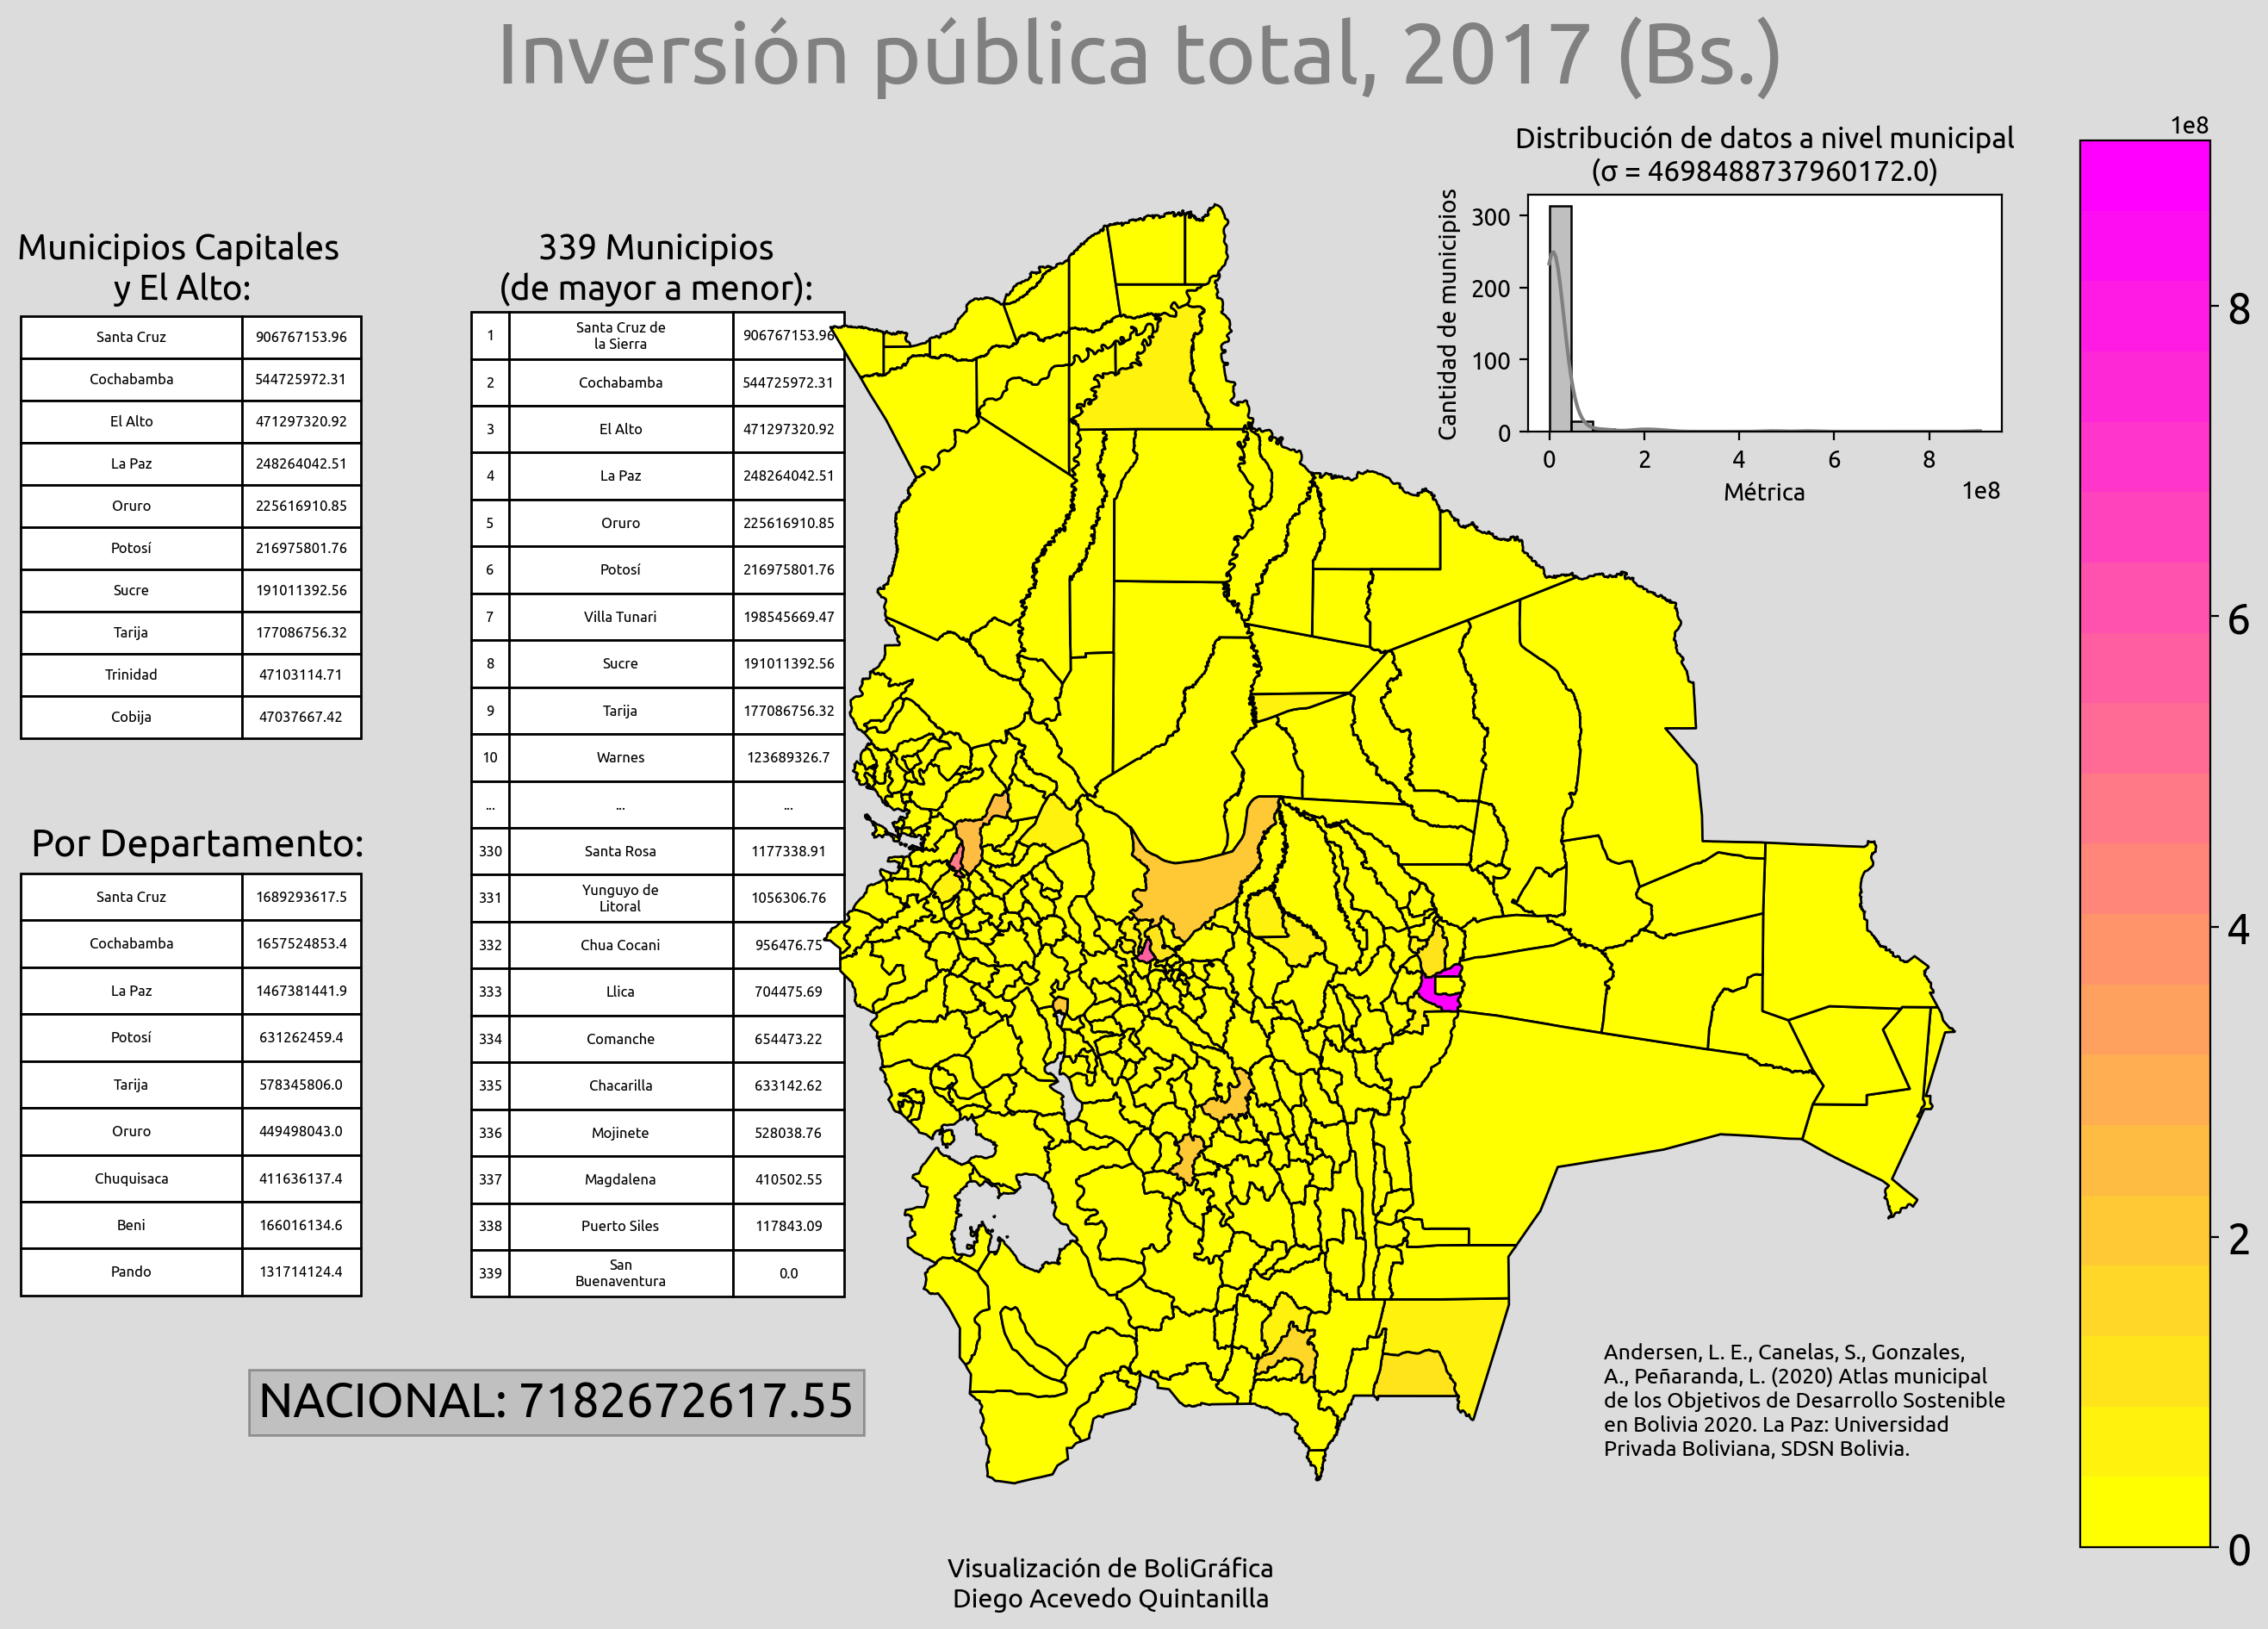 Inversión pública total, 2017 (Bs.)
Municipios Capitales
y El Alto:
Santa Cruz 906767153.96
Cochabamba 544725972.31
El Alto 471297320.92
La Paz 248264042.51
Oruro 225616910.85
Potosí 216975801.76
Sucre 191011392.56
Tarija 177086756.32
Trinidad 47103114.71
Cobija 47037667.42
Por Departamento:
Santa Cruz 1689293617.5
Cochabamba 1657524853.4
La Paz 1467381441.9
Potosí 631262459.4
Tarija 578345806.0
Oruro 449498043.0
Chuquisaca 411636137.4
Beni 166016134.6
Pando 131714124.4
339 Municipios
(de mayor a menor):
1 Santa Cruz de
la Sierra 906767153.96
2 Cochabamba 544725972.31
3 El Alto 471297320.92
4 La Paz 248264042.51
5 Oruro 225616910.85
6 Potosí 216975801.76
7 Villa Tunari 198545669.47
8 Sucre 191011392.56
9 Tarija 177086756.32
10 Warnes 123689326.7
... ... ...
330 Santa Rosa 1177338.91
331 Yunguyo de
Litoral 1056306.76
332 Chua Cocani 956476.75
333 Llica 704475.69
334 Comanche 654473.22
335 Chacarilla 633142.62
336 Mojinete 528038.76
337 Magdalena 410502.55
338 Puerto Siles 117843.09
339 San
Buenaventura 0.0
NACIONAL: 7182672617.55
Distribución de datos a nivel municipal
(σ = 4698488737960172.0)
Cantidad de municipios
300
200
100
0
0 2 4 6 8
Métrica
1e8
1e8
8
6
4
2
0
Andersen, L. E., Canelas, S., Gonzales,
A., Peñaranda, L. (2020) Atlas municipal
de los Objetivos de Desarrollo Sostenible
en Bolivia 2020. La Paz: Universidad
Privada Boliviana, SDSN Bolivia.
Visualización de BoliGráfica
Diego Acevedo Quintanilla